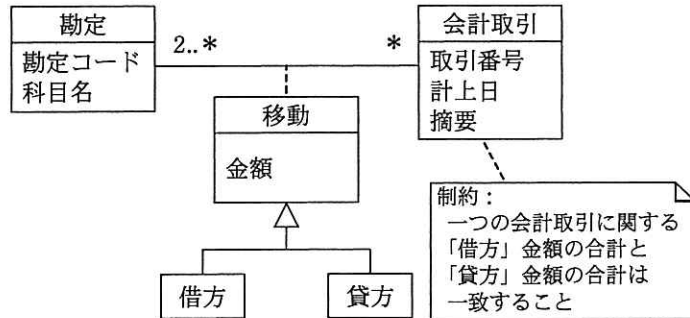 勘定
勘定コード
科目名
2..*
*
会計取引
取引番号
計上日
摘要
移動
金額
借方
貸方
制約：
一つの会計取引に関する
「借方」金額の合計と
「貸方」金額の合計は
一致すること